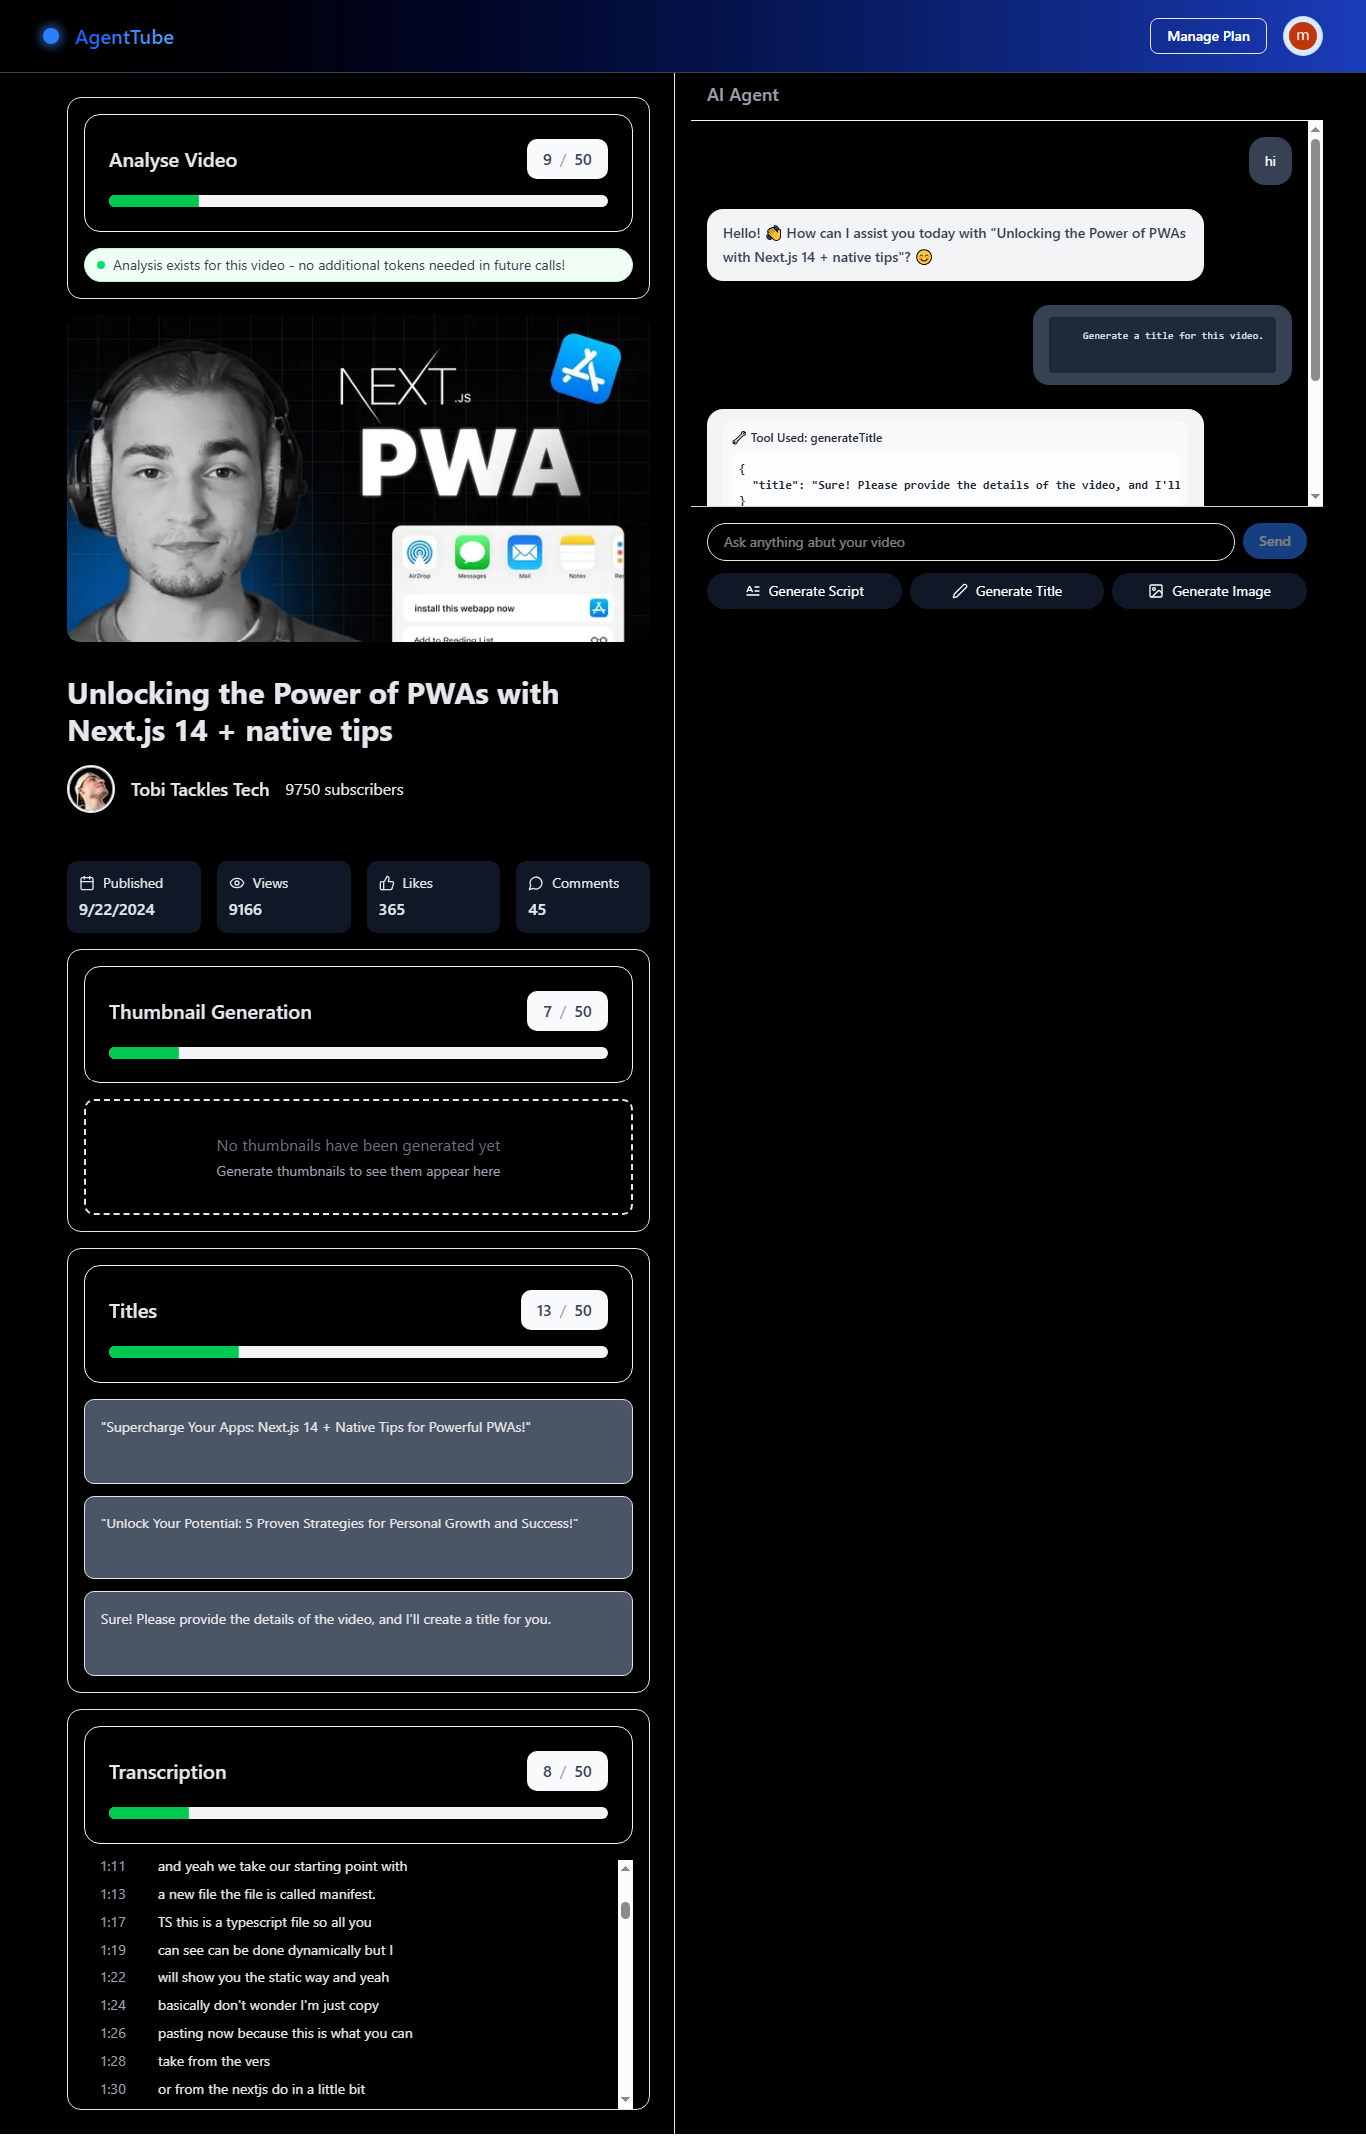 AgentTube
Manage Plan
m
Analyse Video
9 / 50
Analysis exists for this video - no additional tokens needed in future calls!
NEXT.JS
PWA
AirDrop
Messages
Mail
Notes
install this webapp now
Add to Reading List
Unlocking the Power of PWAs with
Next.js 14 + native tips
Tobi Tackles Tech
9750 subscribers
Published
9/22/2024
Views
9166
Likes
365
Comments
45
Thumbnail Generation
7 / 50
No thumbnails have been generated yet
Generate thumbnails to see them appear here
Titles
13 / 50
"Supercharge Your Apps: Next.js 14 + Native Tips for Powerful PWAs!"
"Unlock Your Potential: 5 Proven Strategies for Personal Growth and Success!"
Sure! Please provide the details of the video, and I'll create a title for you.
Transcription
8 / 50
1:11 and yeah we take our starting point with
1:13 a new file the file is called manifest.
1:17 TS this is a typescript file so all you
1:19 can see can be done dynamically but I
1:22 will show you the static way and yeah
1:24 basically don't wonder I'm just copy
1:26 pasting now because this is what you can
1:28 take from the vers
1:30 or from the nextjs do in a little bit
AI Agent
hi
Hello! 👋 How can I assist you today with "Unlocking the Power of PWAs
with Next.js 14 + native tips"? 😊
Generate a title for this video.
Tool Used: generateTitle
{
"title": "Sure! Please provide the details of the video, and I'll
}
Ask anything abut your video
Send
Generate Script
Generate Title
Generate Image